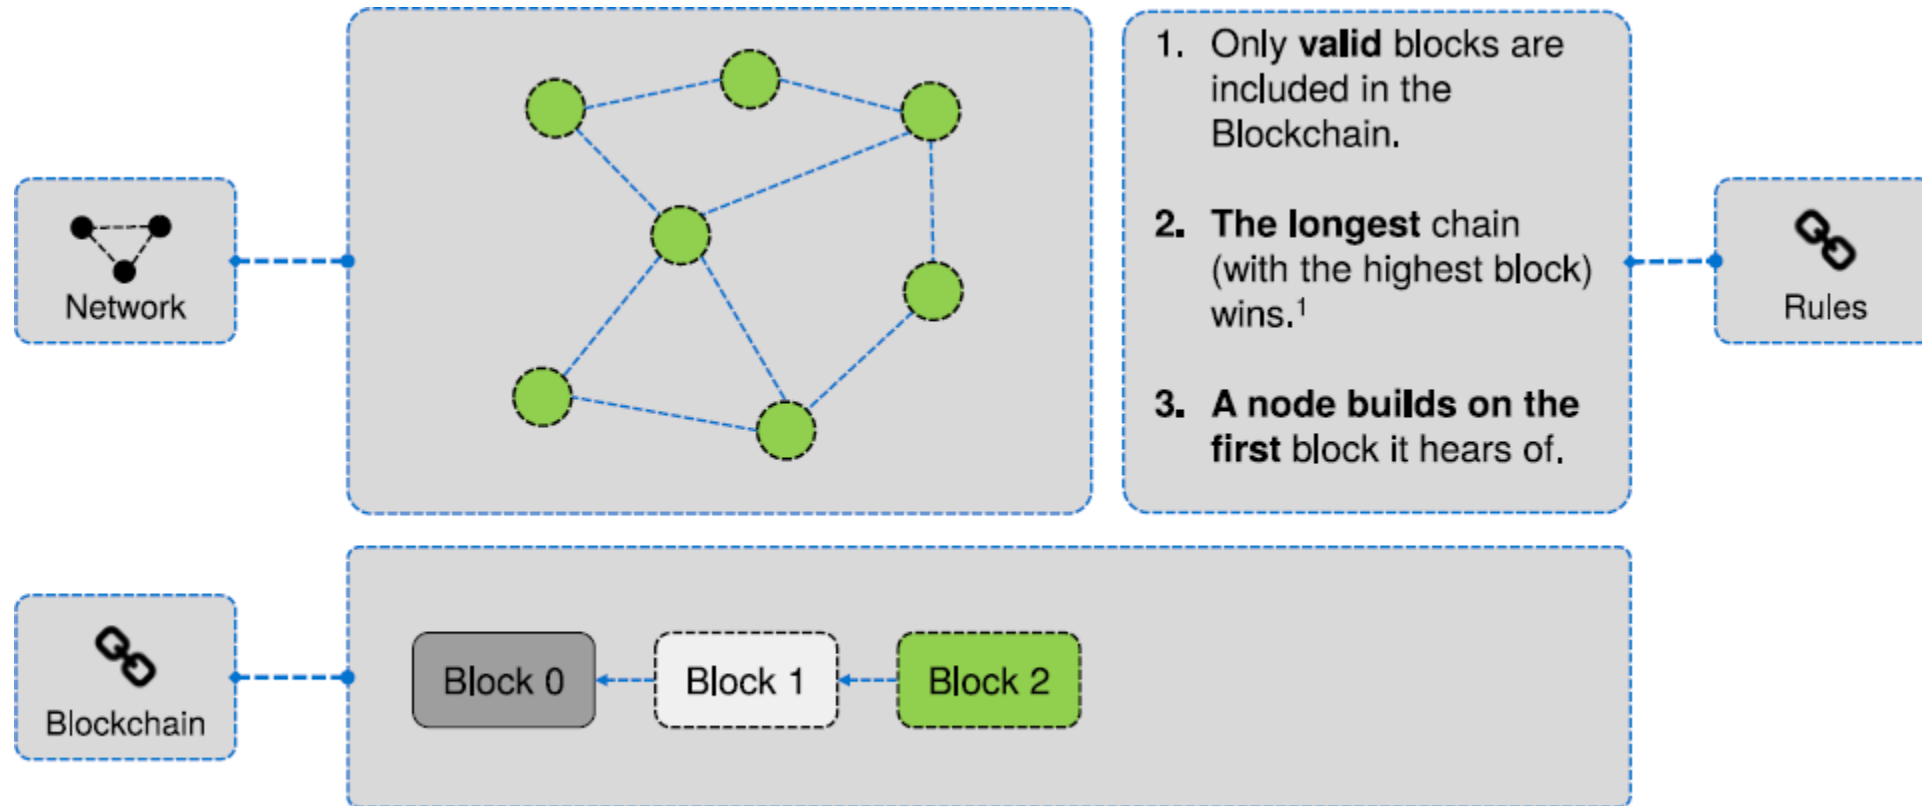 Network
1. Only valid blocks are
included in the
Blockchain.
2. The longest chain
(with the highest block)
wins.¹
3. A node builds on the
first block it hears of.
Rules
Blockchain
Block 0
Block 1
Block 2